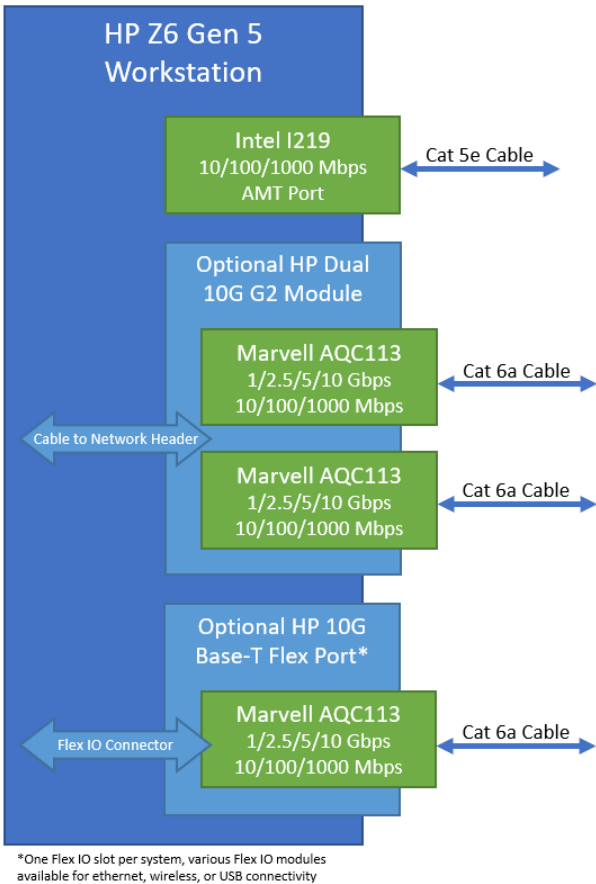 HP Z6 Gen 5
Workstation
Intel I219
10/100/1000 Mbps
AMT Port
Cat 5e Cable
Optional HP Dual
10G G2 Module
Marvell AQC113
1/2.5/5/10 Gbps
10/100/1000 Mbps
Cat 6a Cable
Cable to Network Header
Marvell AQC113
1/2.5/5/10 Gbps
10/100/1000 Mbps
Cat 6a Cable
Optional HP 10G
Base-T Flex Port*
Marvell AQC113
1/2.5/5/10 Gbps
10/100/1000 Mbps
Cat 6a Cable
Flex IO Connector
*One Flex IO slot per system, various Flex IO modules
available for ethernet, wireless, or USB connectivity